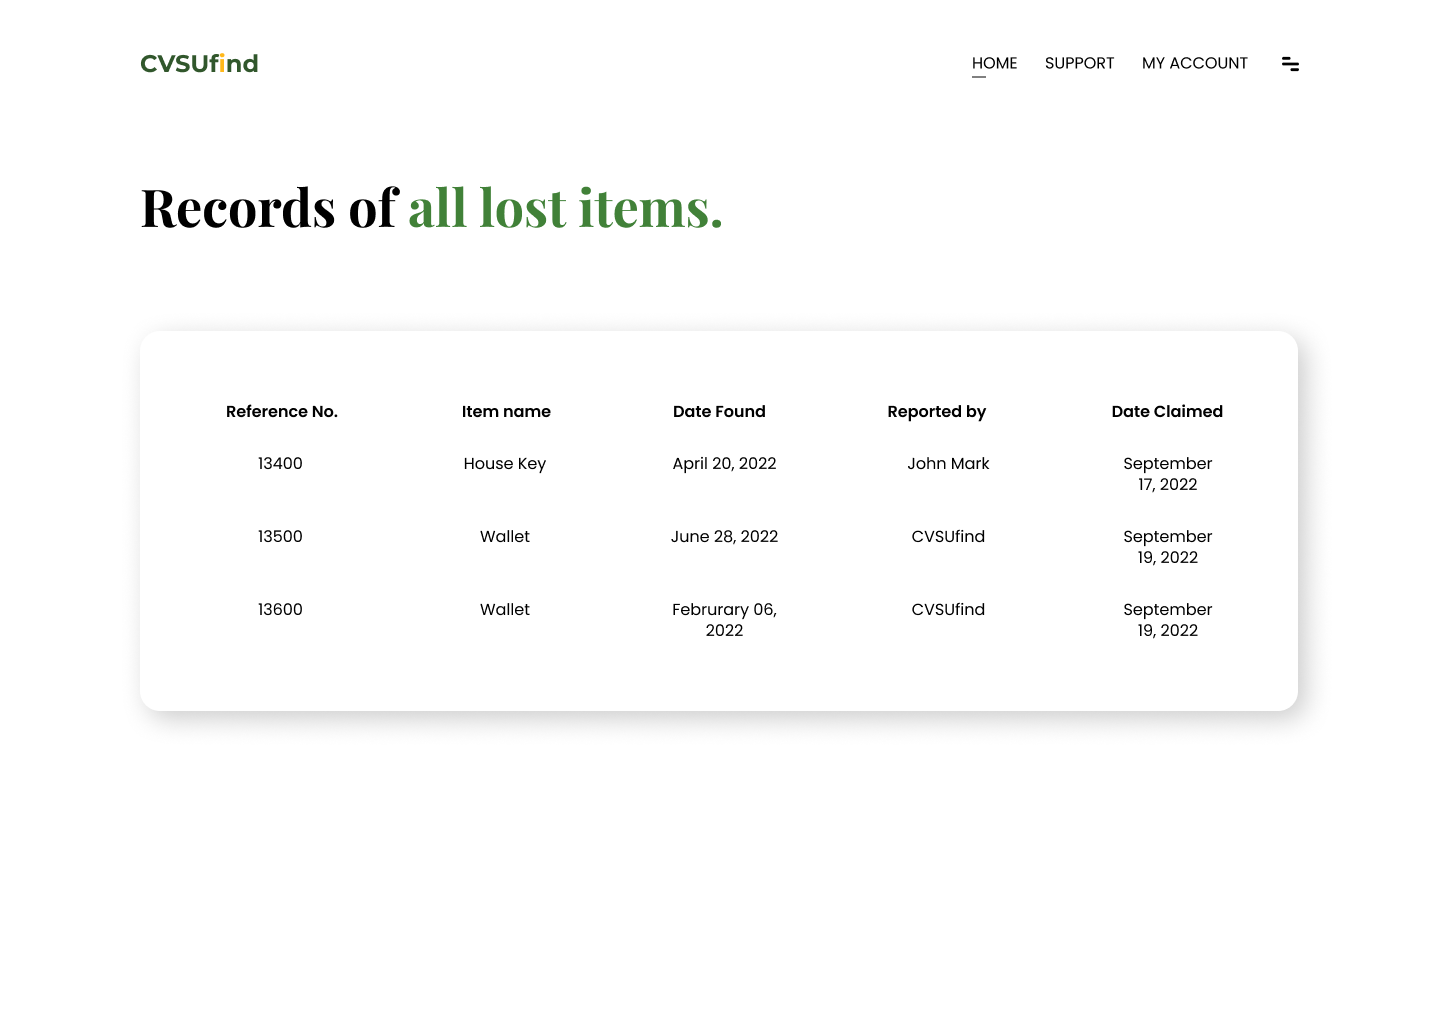 CVSUfind
HOME SUPPORT MY ACCOUNT
Records of all lost items.
Reference No. Item name Date Found Reported by Date Claimed
13400 House Key April 20, 2022 John Mark September
17, 2022
13500 Wallet June 28, 2022 CVSUfind September
19, 2022
13600 Wallet Februrary 06, CVSUfind September
2022 19, 2022